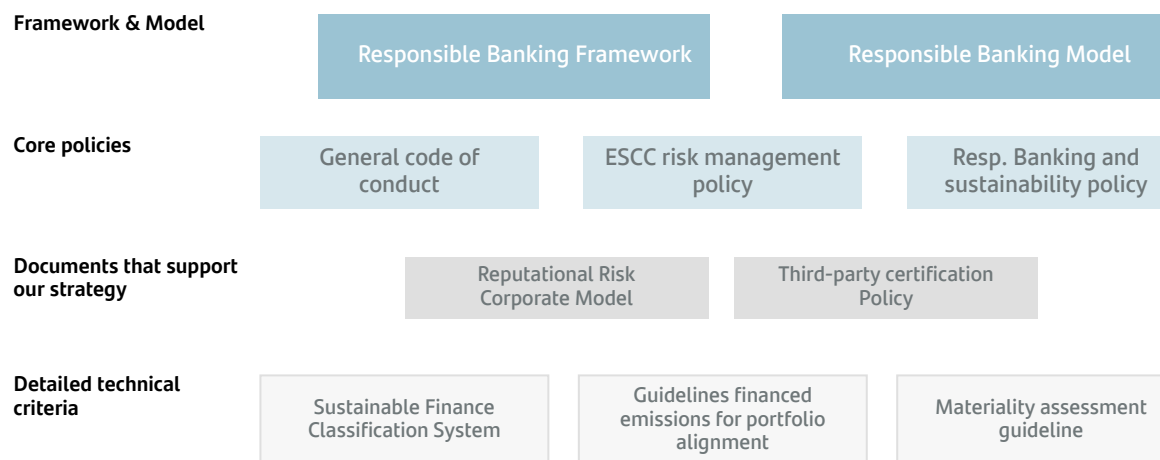 Framework & Model
Responsible Banking Framework
Responsible Banking Model
Core policies
General code of
conduct
ESCC risk management
policy
Resp. Banking and
sustainability policy
Documents that support
our strategy
Reputational Risk
Corporate Model
Third-party certification
Policy
Detailed technical
criteria
Sustainable Finance
Classification System
Guidelines financed
emissions for portfolio
alignment
Materiality assessment
guideline